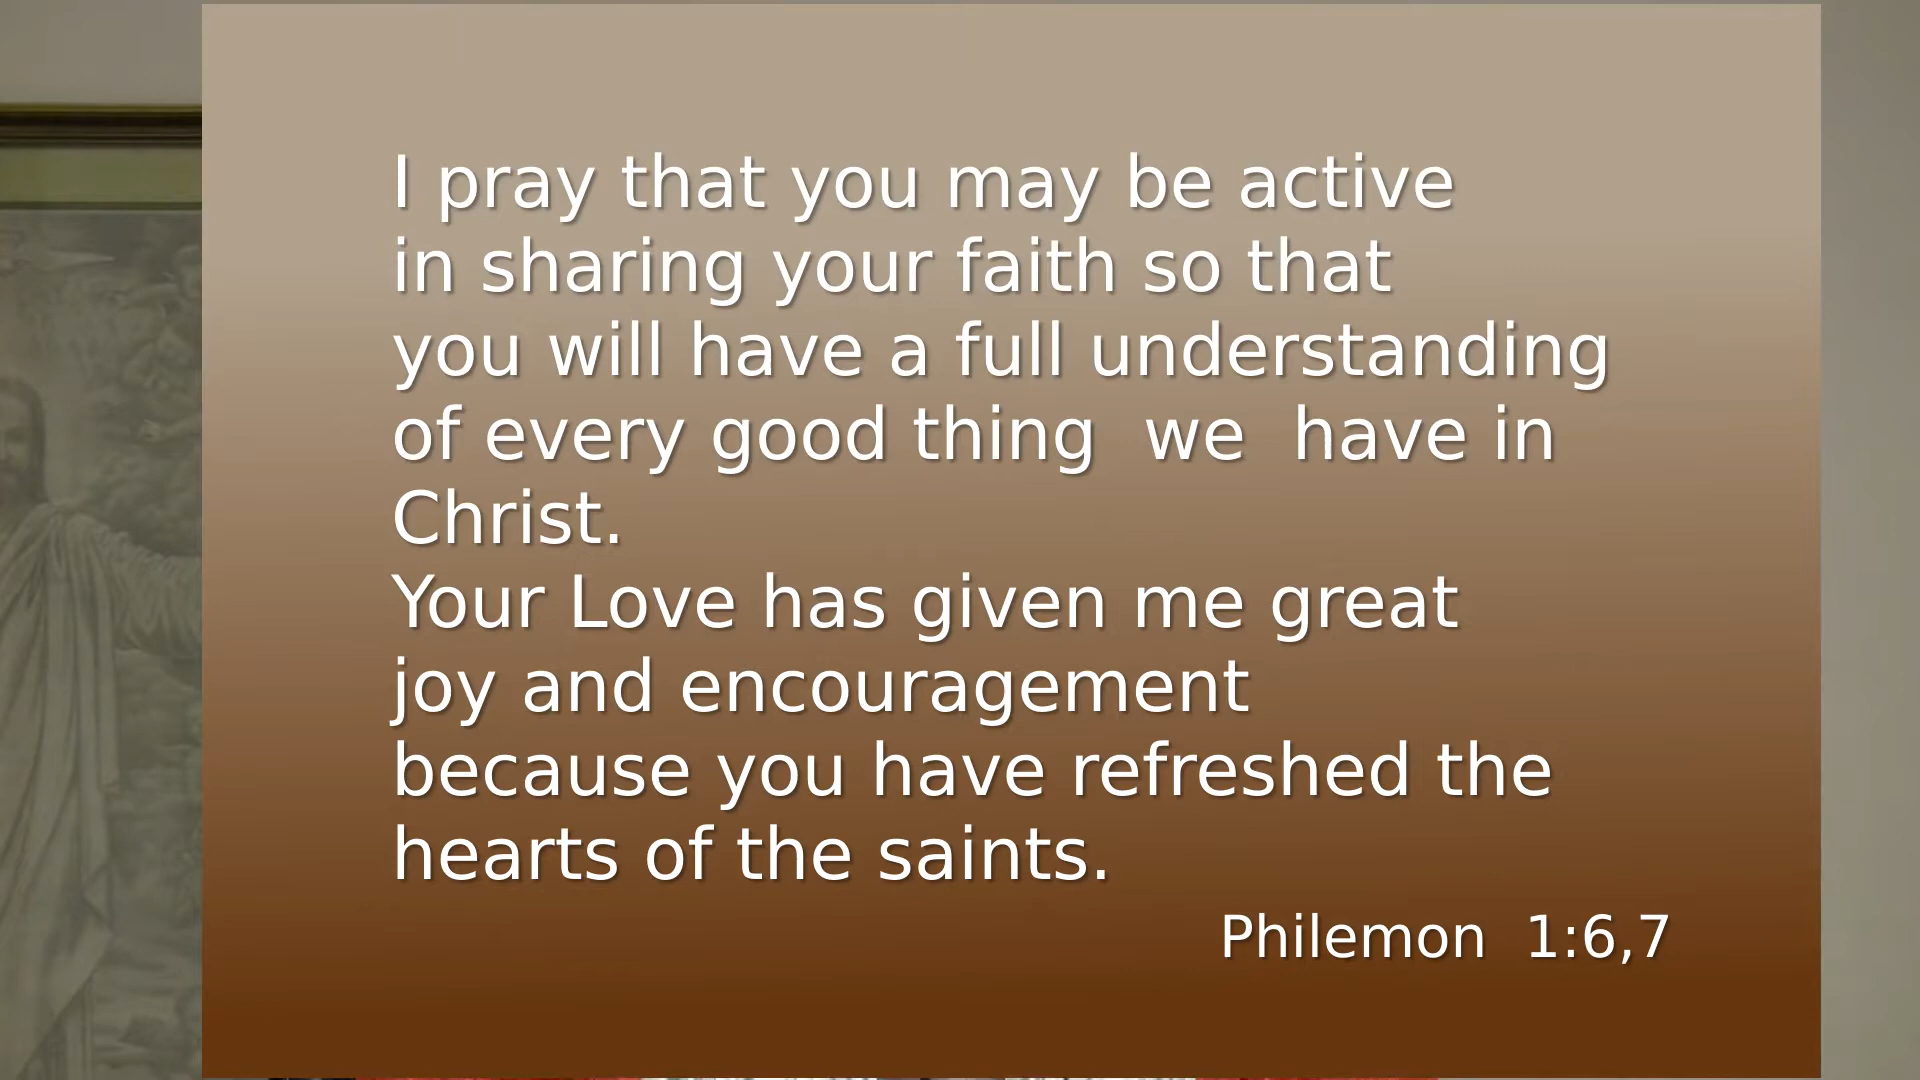 I pray that you may be active
in sharing your faith so that
you will have a full understanding
of every good thing  we  have in
Christ.
Your Love has given me great
joy and encouragement
because you have refreshed the
hearts of the saints.
Philemon  1:6,7